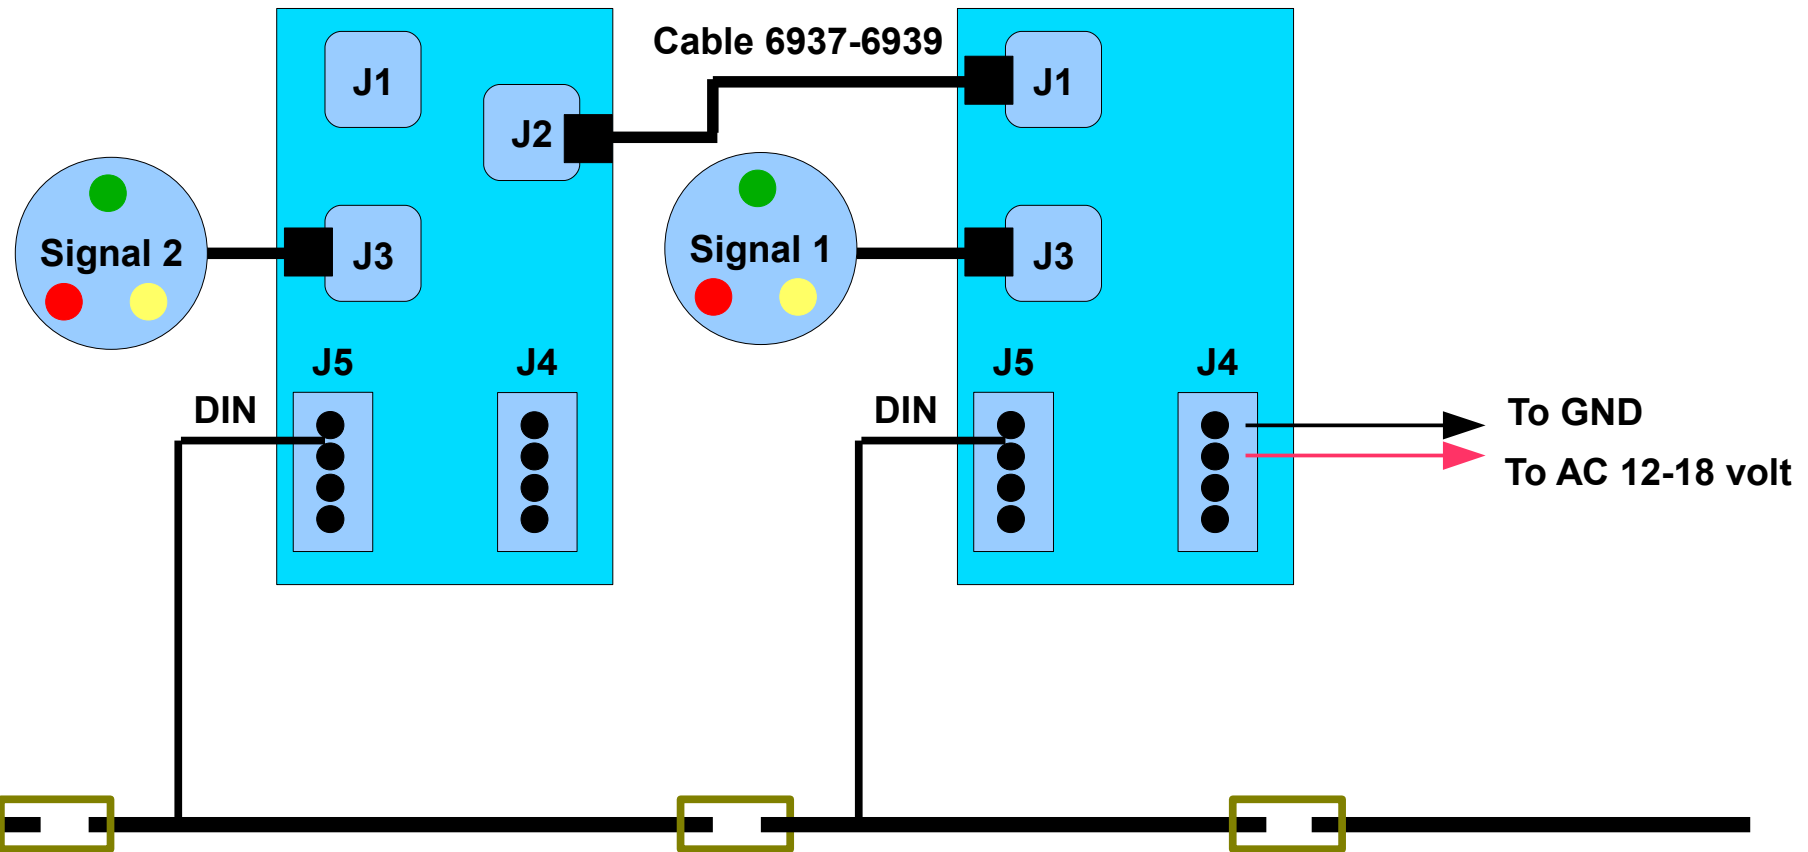 Cable 6937-6939
J1
J2
J1
Signal 2
J3
Signal 1
J3
J5
J4
J5
J4
DIN
DIN
To GND
To AC 12-18 volt